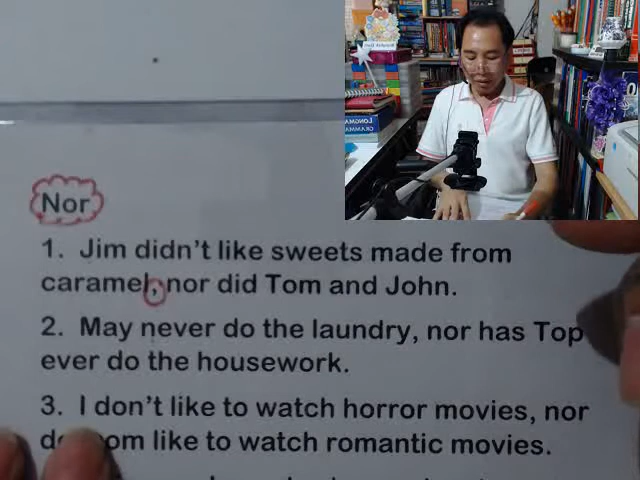 Nor
1. Jim didn't like sweets made from
caramel, nor did Tom and John.
2. May never do the laundry, nor has Top
ever do the housework.
3. I don't like to watch horror movies, nor
like to watch romantic movies.
LONGMAN
GRAMMAR